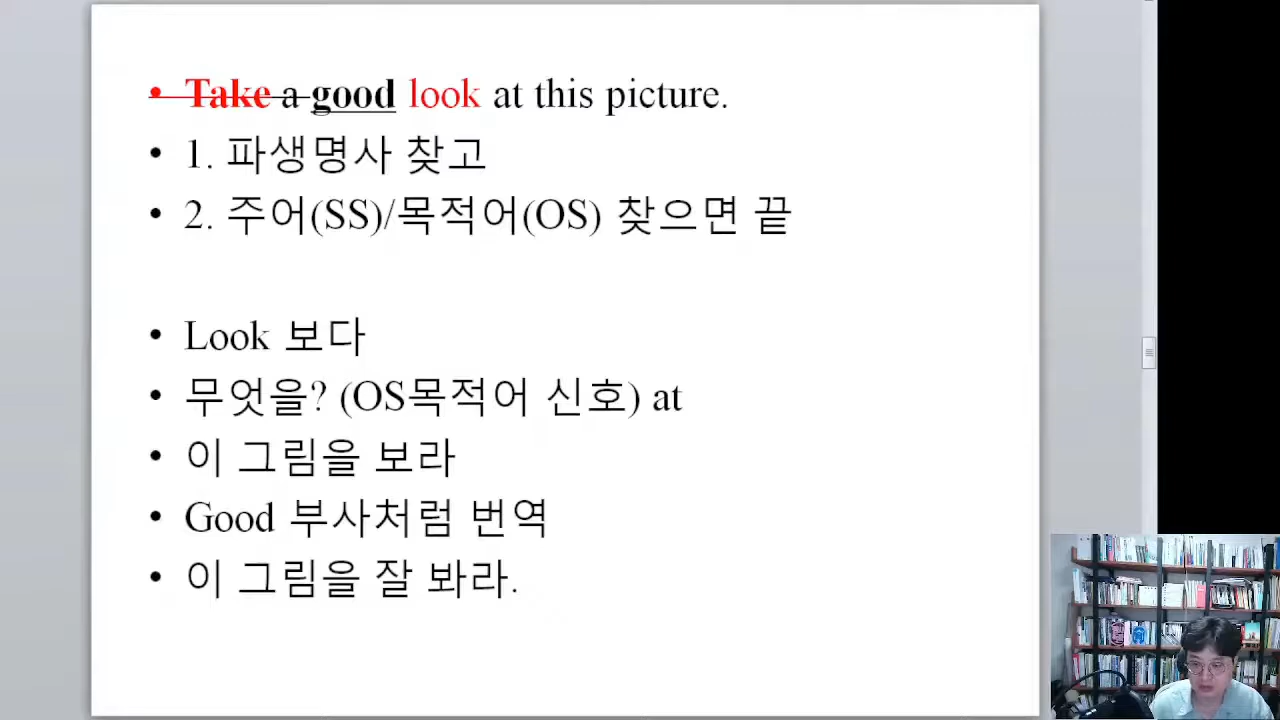 • Take a good look at this picture.
• 1. 파생명사 찾고
• 2. 주어(SS)/목적어(OS) 찾으면 끝
• Look 보다
• 무엇을? (OS목적어 신호) at
• 이 그림을 보라
• Good 부사처럼 번역
• 이 그림을 잘 봐라.